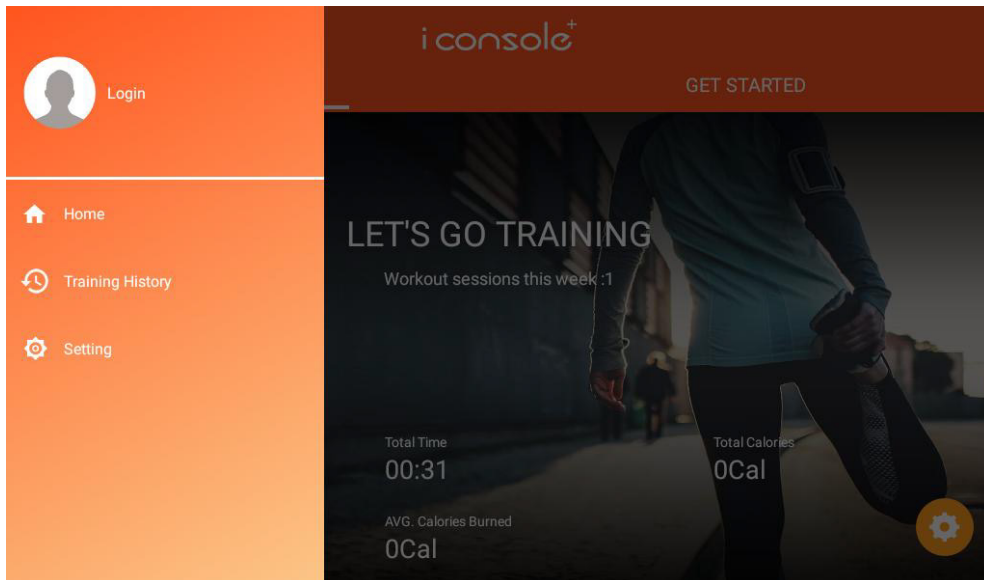 Login
Home
Training History
Setting
iconsole+
GET STARTED
LET'S GO TRAINING
Workout sessions this week :1
Total Time
00:31
Total Calories
0Cal
AVG. Calories Burned
0Cal